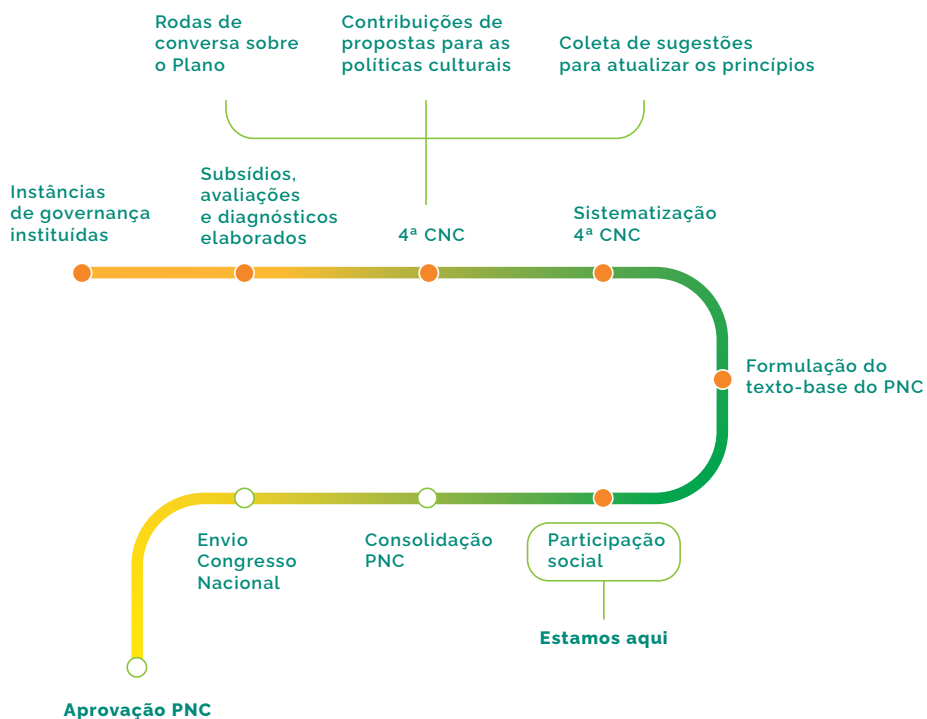 Rodas de
conversa sobre
o Plano
Contribuições de
propostas para as
políticas culturais
Coleta de sugestões
para atualizar os princípios
Instâncias
de governança
instituídas
Subsídios,
avaliações
e diagnósticos
elaborados
4ª CNC
Sistematização
4ª CNC
Formulação do
texto-base do PNC
Envio
Congresso
Nacional
Consolidação
PNC
Participação
social
Estamos aqui
Aprovação PNC